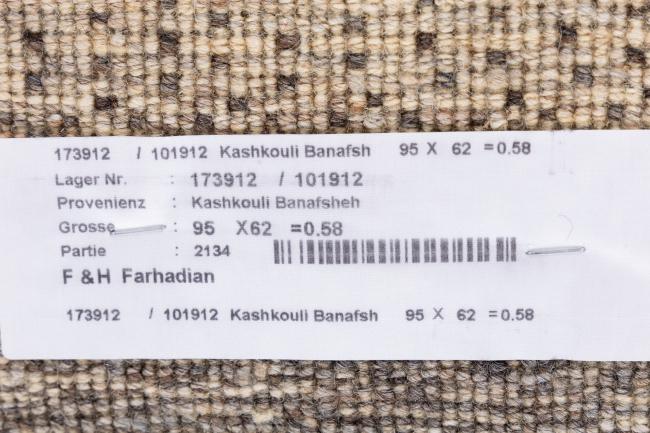 173912 / 101912 Kashkouli Banafsh 95 X 62 =0.58
Lager Nr. : 173912 / 101912
Provenienz : Kashkouli Banafsheh
Grosse : 95 X62 =0.58
Partie : 2134
F &H Farhadian
173912 / 101912 Kashkouli Banafsh 95 X 62 =0.58